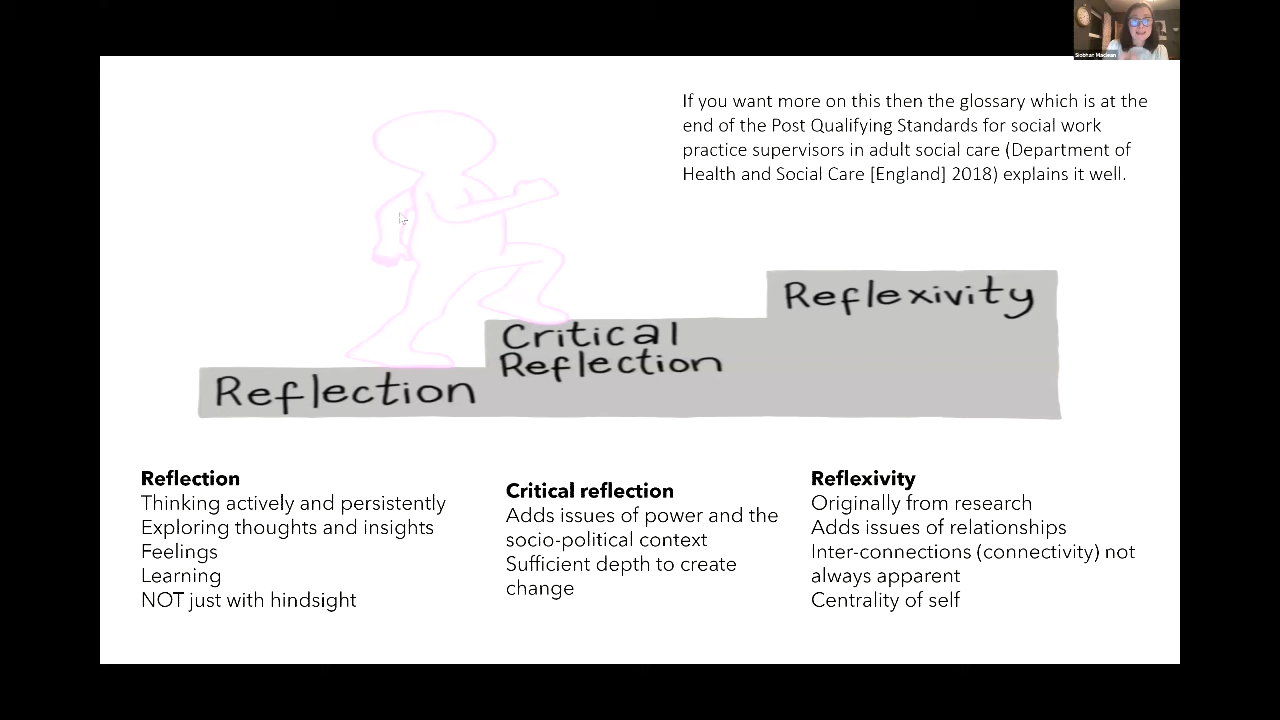 Siobhan Maclean
If you want more on this then the glossary which is at the
end of the Post Qualifying Standards for social work
practice supervisors in adult social care (Department of
Health and Social Care [England] 2018) explains it well.
Reflexivity
Critical
Reflection
Reflection
Reflection
Thinking actively and persistently
Exploring thoughts and insights
Feelings
Learning
NOT just with hindsight
Critical reflection
Adds issues of power and the
socio-political context
Sufficient depth to create
change
Reflexivity
Originally from research
Adds issues of relationships
Inter-connections (connectivity) not
always apparent
Centrality of self